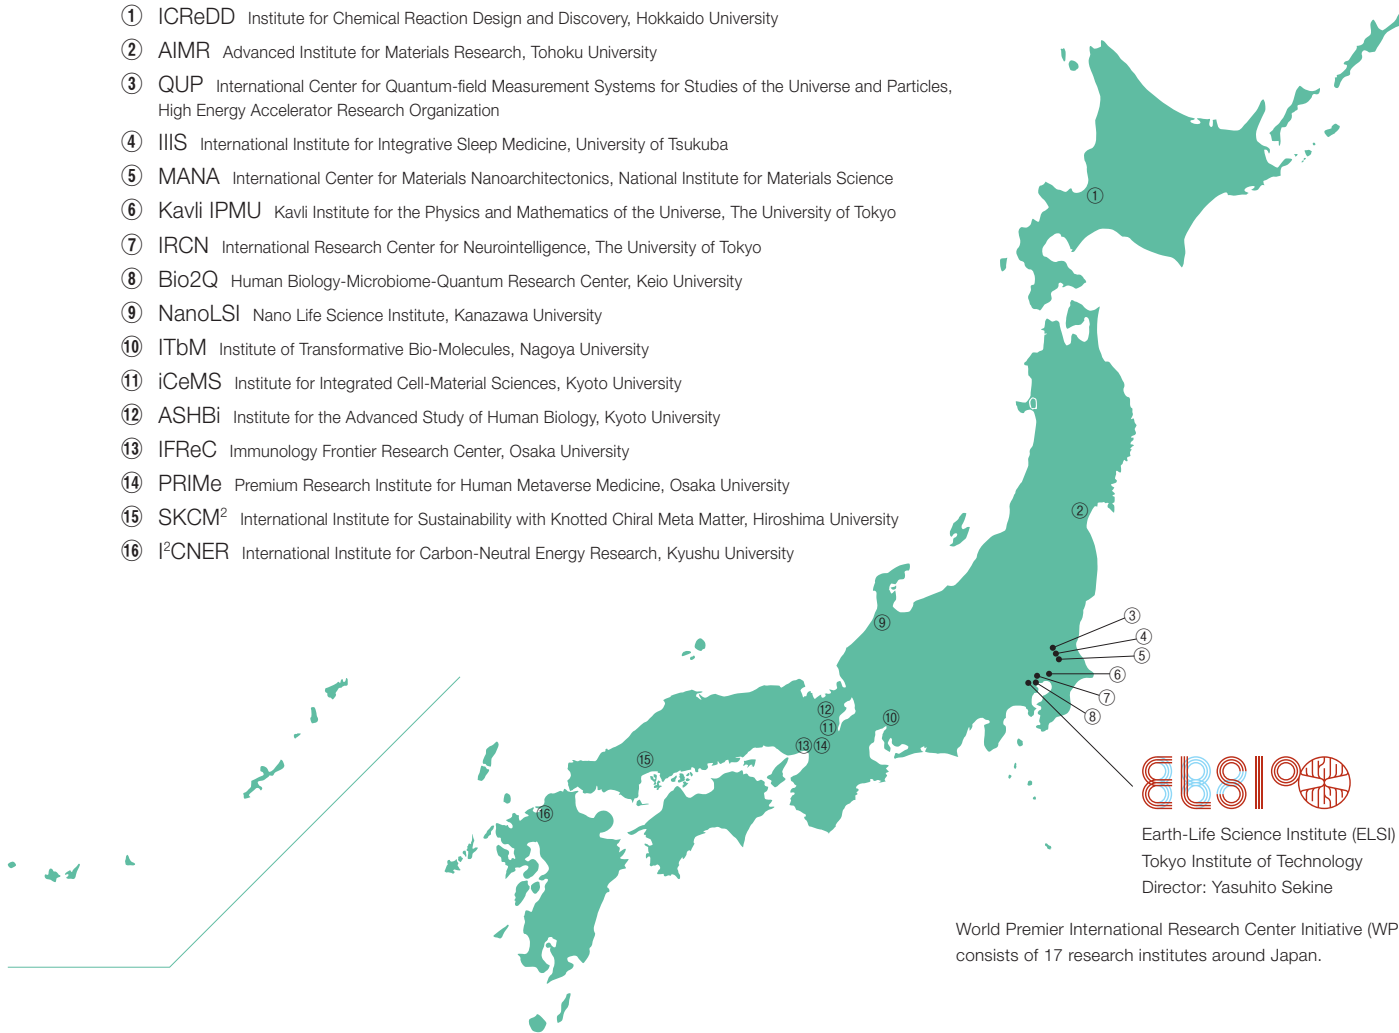 ① ICReDD Institute for Chemical Reaction Design and Discovery, Hokkaido University
② AIMR Advanced Institute for Materials Research, Tohoku University
③ QUP International Center for Quantum-field Measurement Systems for Studies of the Universe and Particles,
High Energy Accelerator Research Organization
④ IIIS International Institute for Integrative Sleep Medicine, University of Tsukuba
⑤ MANA International Center for Materials Nanoarchitectonics, National Institute for Materials Science
⑥ Kavli IPMU Kavli Institute for the Physics and Mathematics of the Universe, The University of Tokyo
⑦ IRCN International Research Center for Neurointelligence, The University of Tokyo
⑧ Bio2Q Human Biology-Microbiome-Quantum Research Center, Keio University
⑨ NanoLSI Nano Life Science Institute, Kanazawa University
⑩ ITbM Institute of Transformative Bio-Molecules, Nagoya University
⑪ iCeMS Institute for Integrated Cell-Material Sciences, Kyoto University
⑫ ASHBi Institute for the Advanced Study of Human Biology, Kyoto University
⑬ IFReC Immunology Frontier Research Center, Osaka University
⑭ PRIMe Premium Research Institute for Human Metaverse Medicine, Osaka University
⑮ SKCM² International Institute for Sustainability with Knotted Chiral Meta Matter, Hiroshima University
⑯ I²CNER International Institute for Carbon-Neutral Energy Research, Kyushu University
①
②
③
④
⑤
⑥
⑦
⑧
⑨
⑩
⑫
⑪
⑬ ⑭
⑮
⑯
ELSI
Earth-Life Science Institute (ELSI)
Tokyo Institute of Technology
Director: Yasuhito Sekine
World Premier International Research Center Initiative (WP
consists of 17 research institutes around Japan.